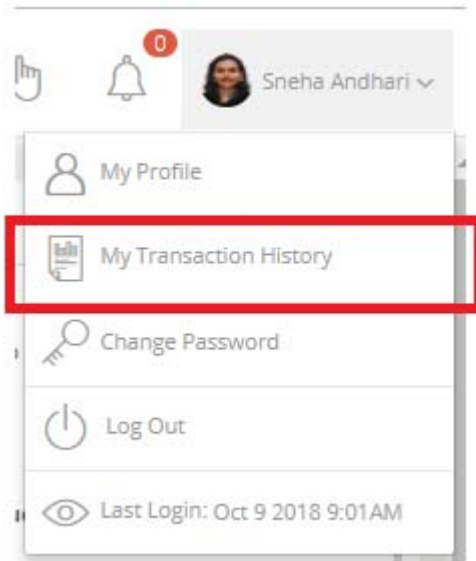 0
Sneha Andhari
My Profile
My Transaction History
Change Password
Log Out
Last Login: Oct 9 2018 9:01AM